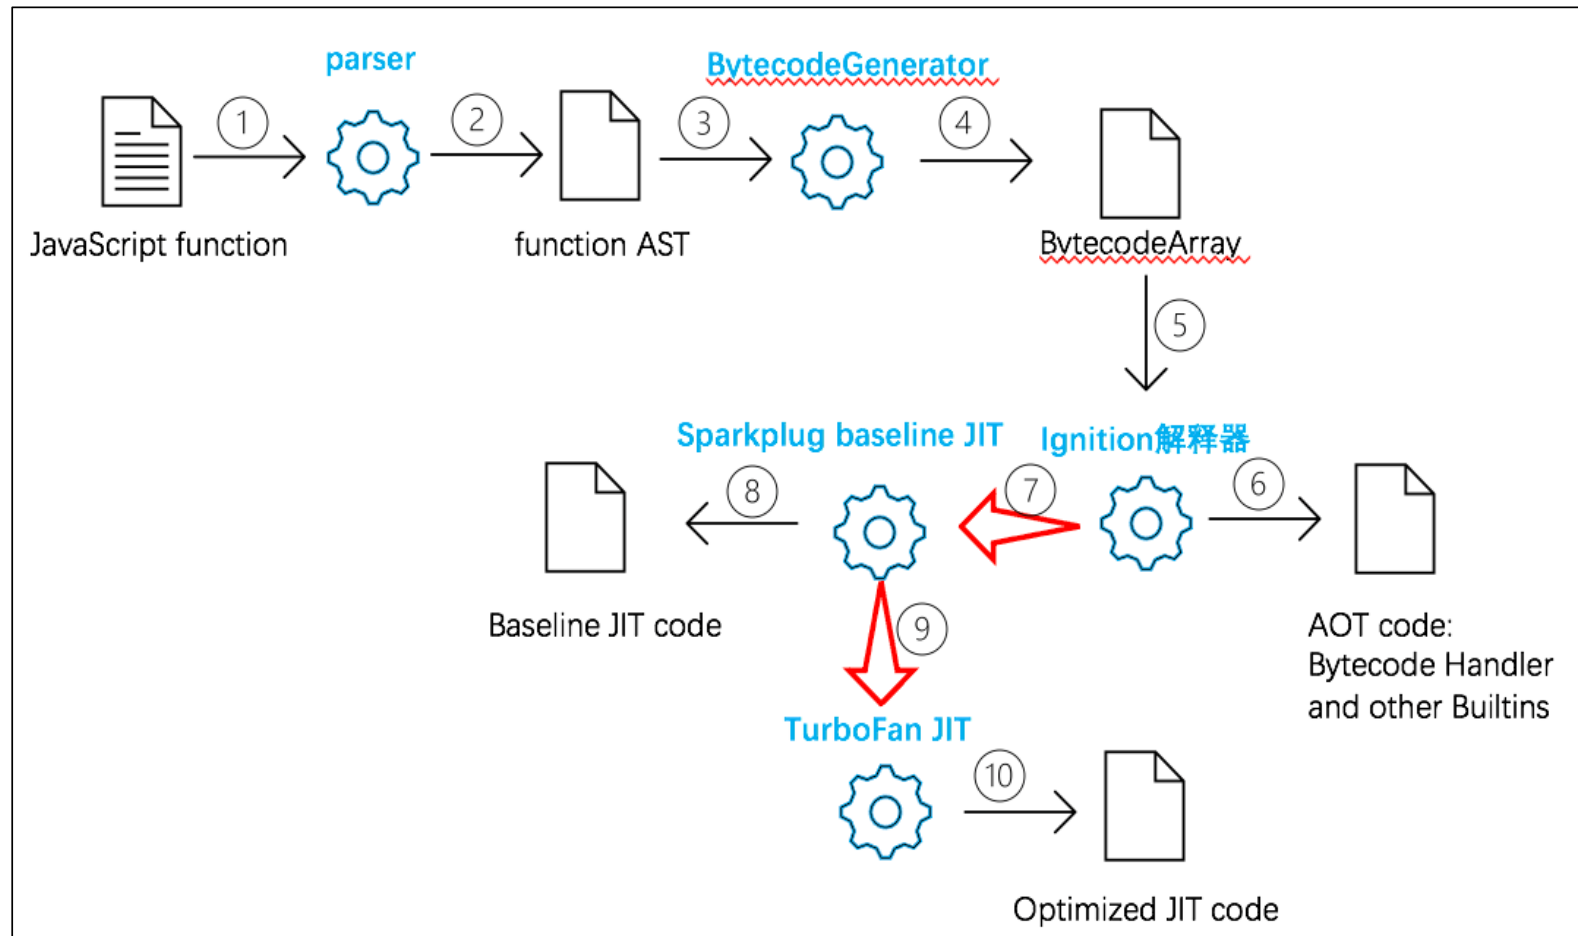 parser
BytecodeGenerator
1
2
3
4
JavaScript function
function AST
BytecodeArray
5
Sparkplug baseline JIT
Ignition解释器
8
7
6
Baseline JIT code
9
AOT code:
Bytecode Handler
and other Builtins
TurboFan JIT
10
Optimized JIT code